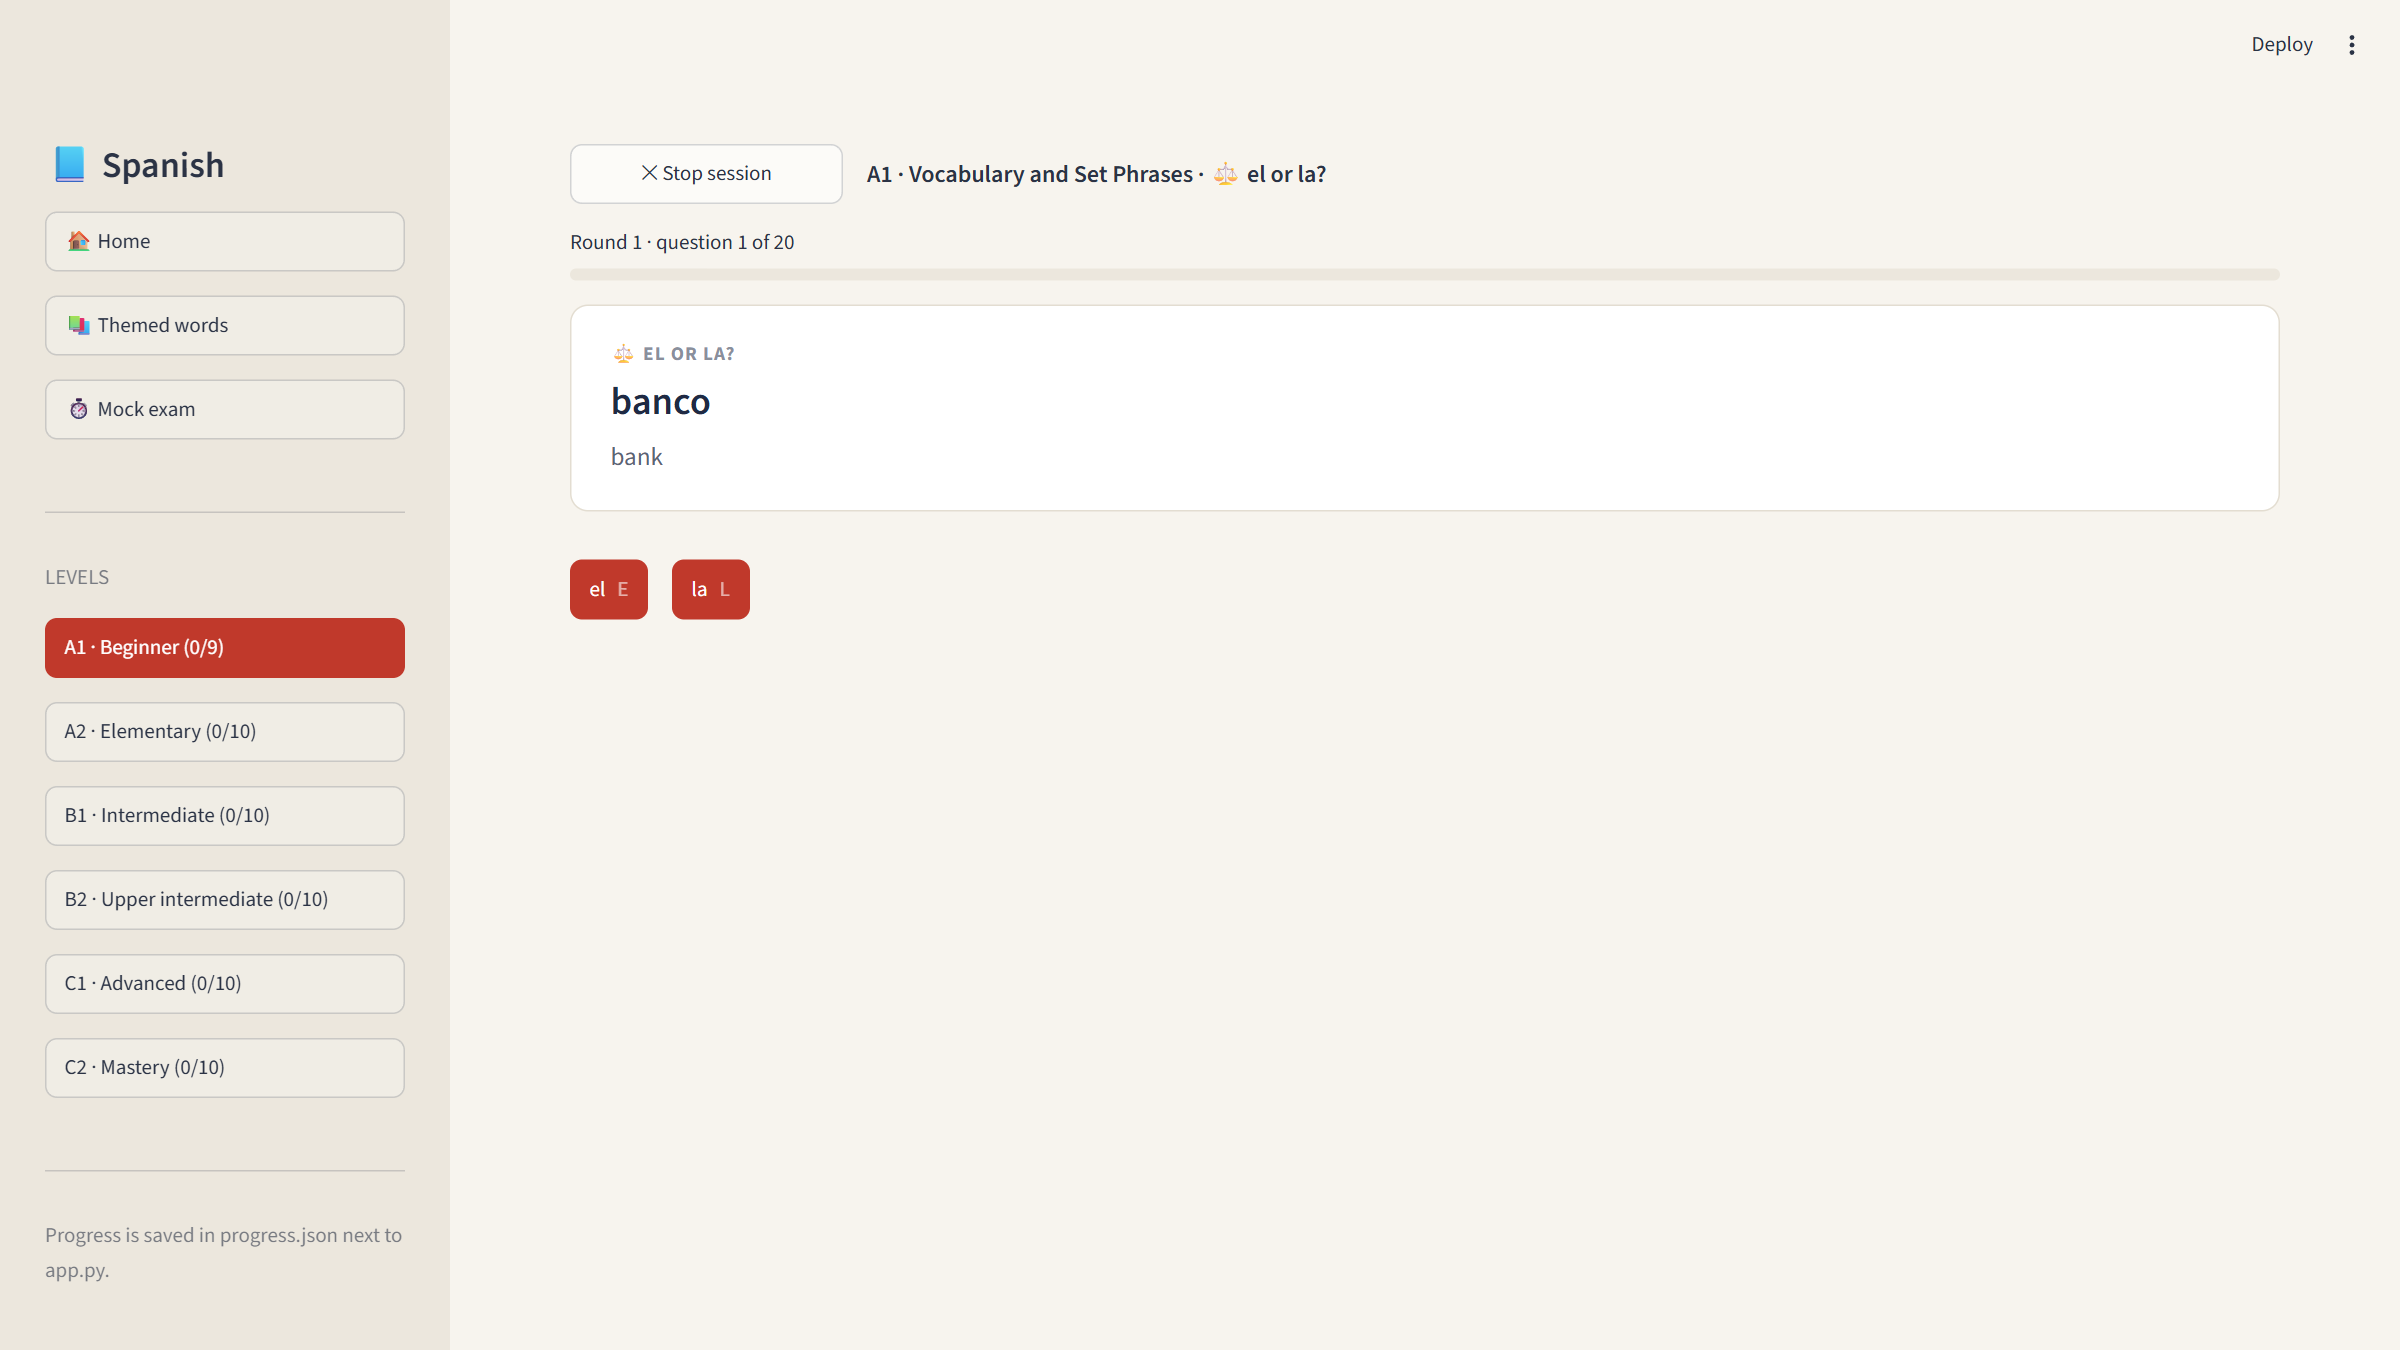 Deploy
Spanish
Home
Themed words
Mock exam
LEVELS
A1 · Beginner (0/9)
A2 · Elementary (0/10)
B1 · Intermediate (0/10)
B2 · Upper intermediate (0/10)
C1 · Advanced (0/10)
C2 · Mastery (0/10)
Progress is saved in progress.json next to
app.py.
× Stop session
A1 · Vocabulary and Set Phrases · ⚖️ el or la?
Round 1 · question 1 of 20
EL OR LA?
banco
bank
el E
la L